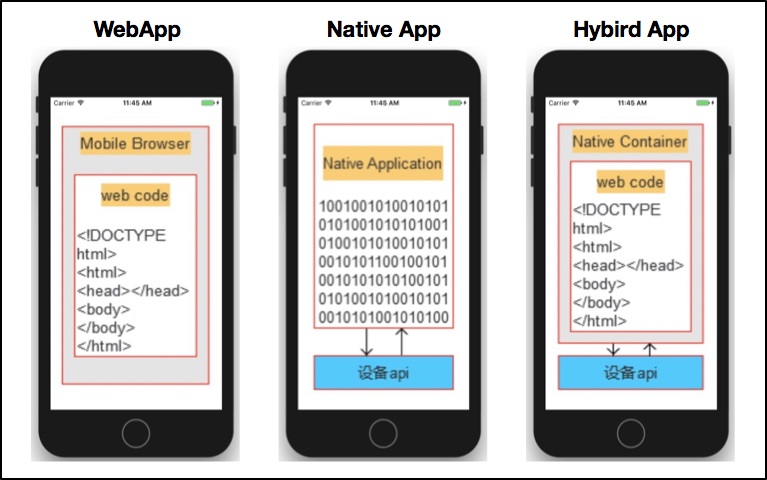 WebApp
Native App
Hybird App
Carrier
11:45 AM
Carrier
11:45 AM
Carrier
11:45 AM
Mobile Browser
web code
<!DOCTYPE
html>
<html>
<head></head>
<body>
</body>
</html>
Native Application
1001001010010101
0101001010101001
0100101010010101
0010101100100101
0010101010100101
0101001010010101
0010101001010100
设备api
Native Container
web code
<!DOCTYPE
html>
<html>
<head></head>
<body>
</body>
</html>
设备api